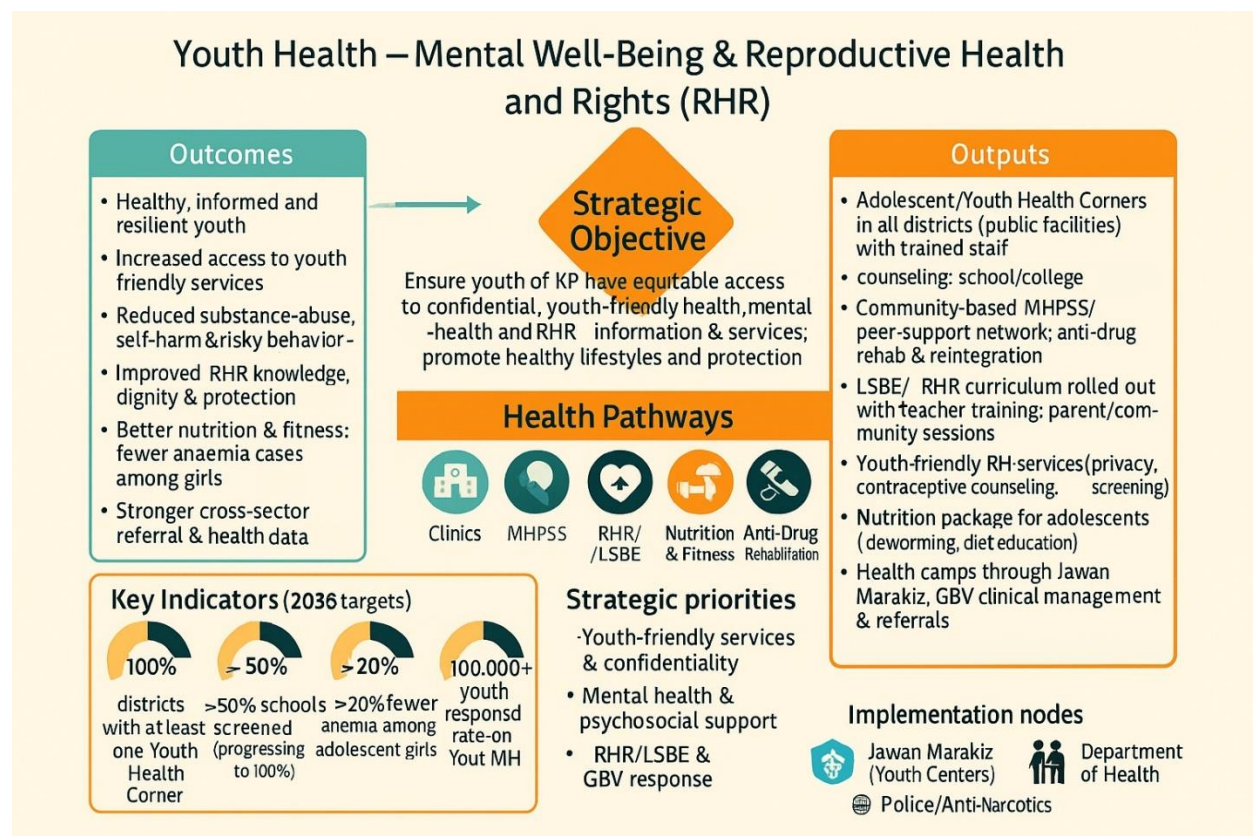 Youth Health – Mental Well-Being & Reproductive Health
and Rights (RHR)
Outcomes
• Healthy, informed and
resilient youth
• Increased access to youth
friendly services
• Reduced substance-abuse,
self-harm & risky behavior-
• Improved RHR knowledge,
dignity & protection
• Better nutrition & fitness:
fewer anaemia cases
among girls
• Stronger cross-sector
referral & health data
Strategic
Objective
Ensure youth of KP have equitable access
to confidential, youth-friendly health, mental
-health and RHR information & services;
promote healthy lifestyles and protection
Health Pathways
Clinics
MHPSS
RHR/
/LSBE
Nutrition
& Fitness
Anti-Drug
Rehablifation
Outputs
• Adolescent/Youth Health Corners
in all districts (public facilities)
with trained staif
• counseling: school/college
• Community-based MHPSS/
peer-support network; anti-drug
rehab & reintegration
• LSBE/ RHR curriculum rolled out
with teacher training: parent/com-
munity sessions
• Youth-friendly RH-services (privacy,
contraceptive counseling. screening)
• Nutrition package for adolescents
(deworming, diet education)
• Health camps through Jawan
Marakiz, GBV clinical management
& referrals
Key Indicators (2036 targets)
100%
districts
with at least
one Youth
Health
Corner
> 50%
>50% schools
screened
(progressing
to 100%)
>20%
>20% fewer
anemia among
adolescent girls
100.000+
youth
responsd
rate-on
Yout MH
Strategic priorities
-Youth-friendly services
& confidentiality
• Mental health &
psychosocial support
• RHR/LSBE &
GBV response
Implementation nodes
Jawan Marakiz
(Youth Centers)
Department
of Health
Police/Anti-Narcotics